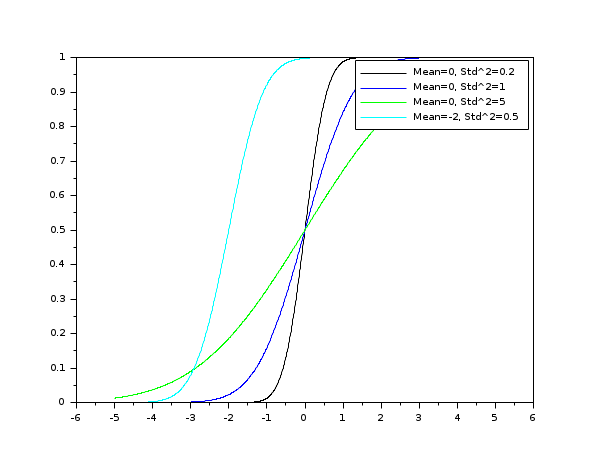 1
0.9
0.8
0.7
0.6
0.5
0.4
0.3
0.2
0.1
0
-6 -5 -4 -3 -2 -1 0 1 2 3 4 5 6
Mean=0, Std^2=0.2
Mean=0, Std^2=1
Mean=0, Std^2=5
Mean=-2, Std^2=0.5